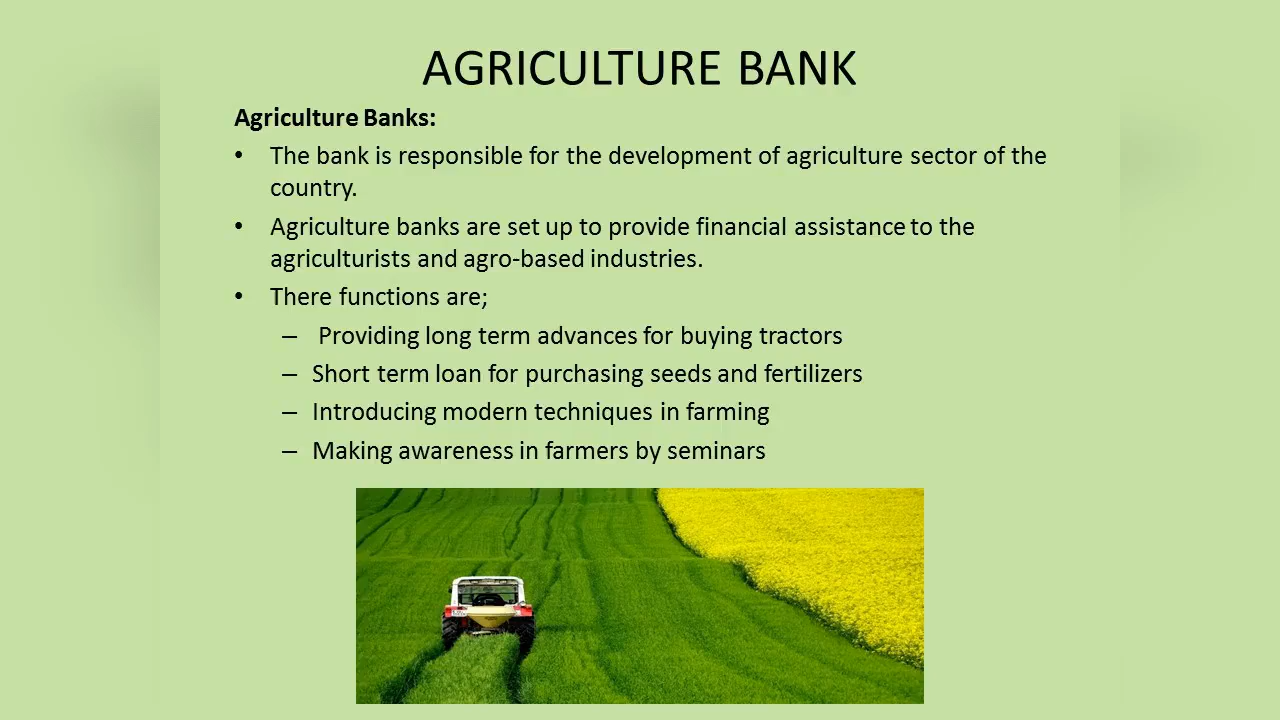 AGRICULTURE BANK
Agriculture Banks:
• The bank is responsible for the development of agriculture sector of the
country.
• Agriculture banks are set up to provide financial assistance to the
agriculturists and agro-based industries.
• There functions are;
– Providing long term advances for buying tractors
– Short term loan for purchasing seeds and fertilizers
– Introducing modern techniques in farming
– Making awareness in farmers by seminars